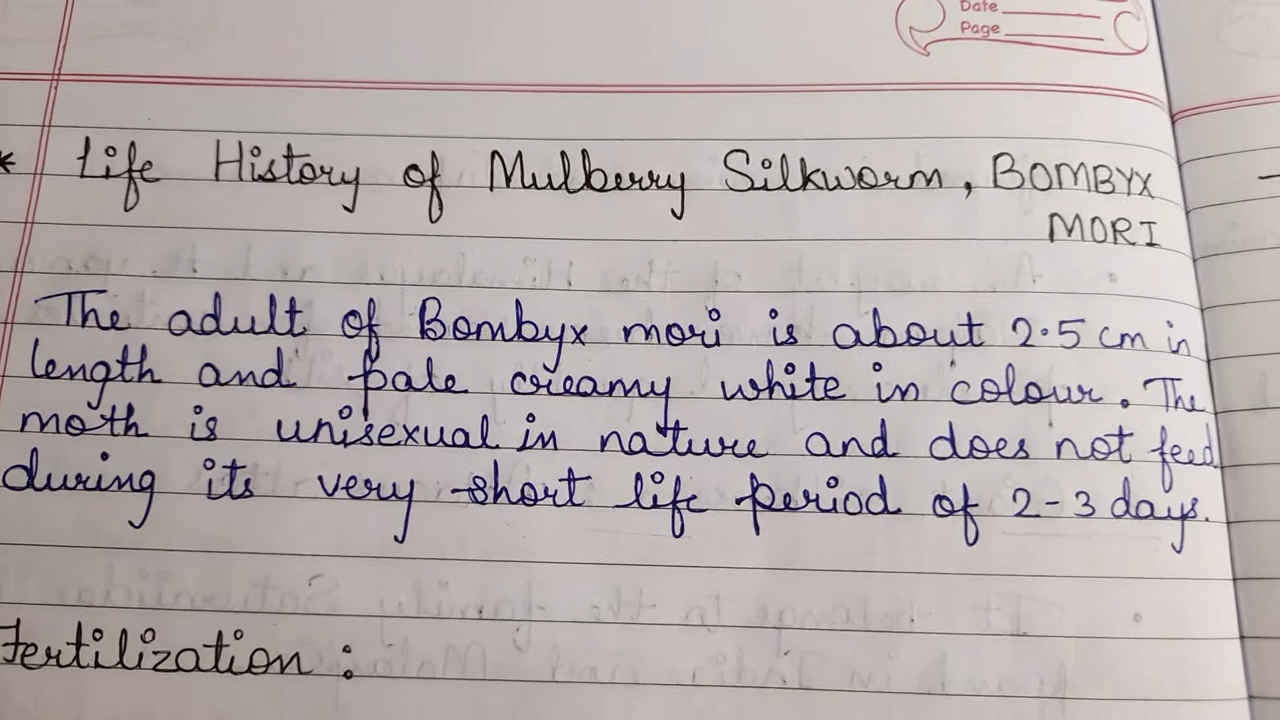 Date
Page
* Life History of Mulberry Silkworm, BOMBYX
MORI
The adult of Bombyx mori is about 2.5 cm in
length and pale creamy white in colour. The
moth is unisexual in nature and does not feed
during its very short life period of 2-3 days.
Fertilization :